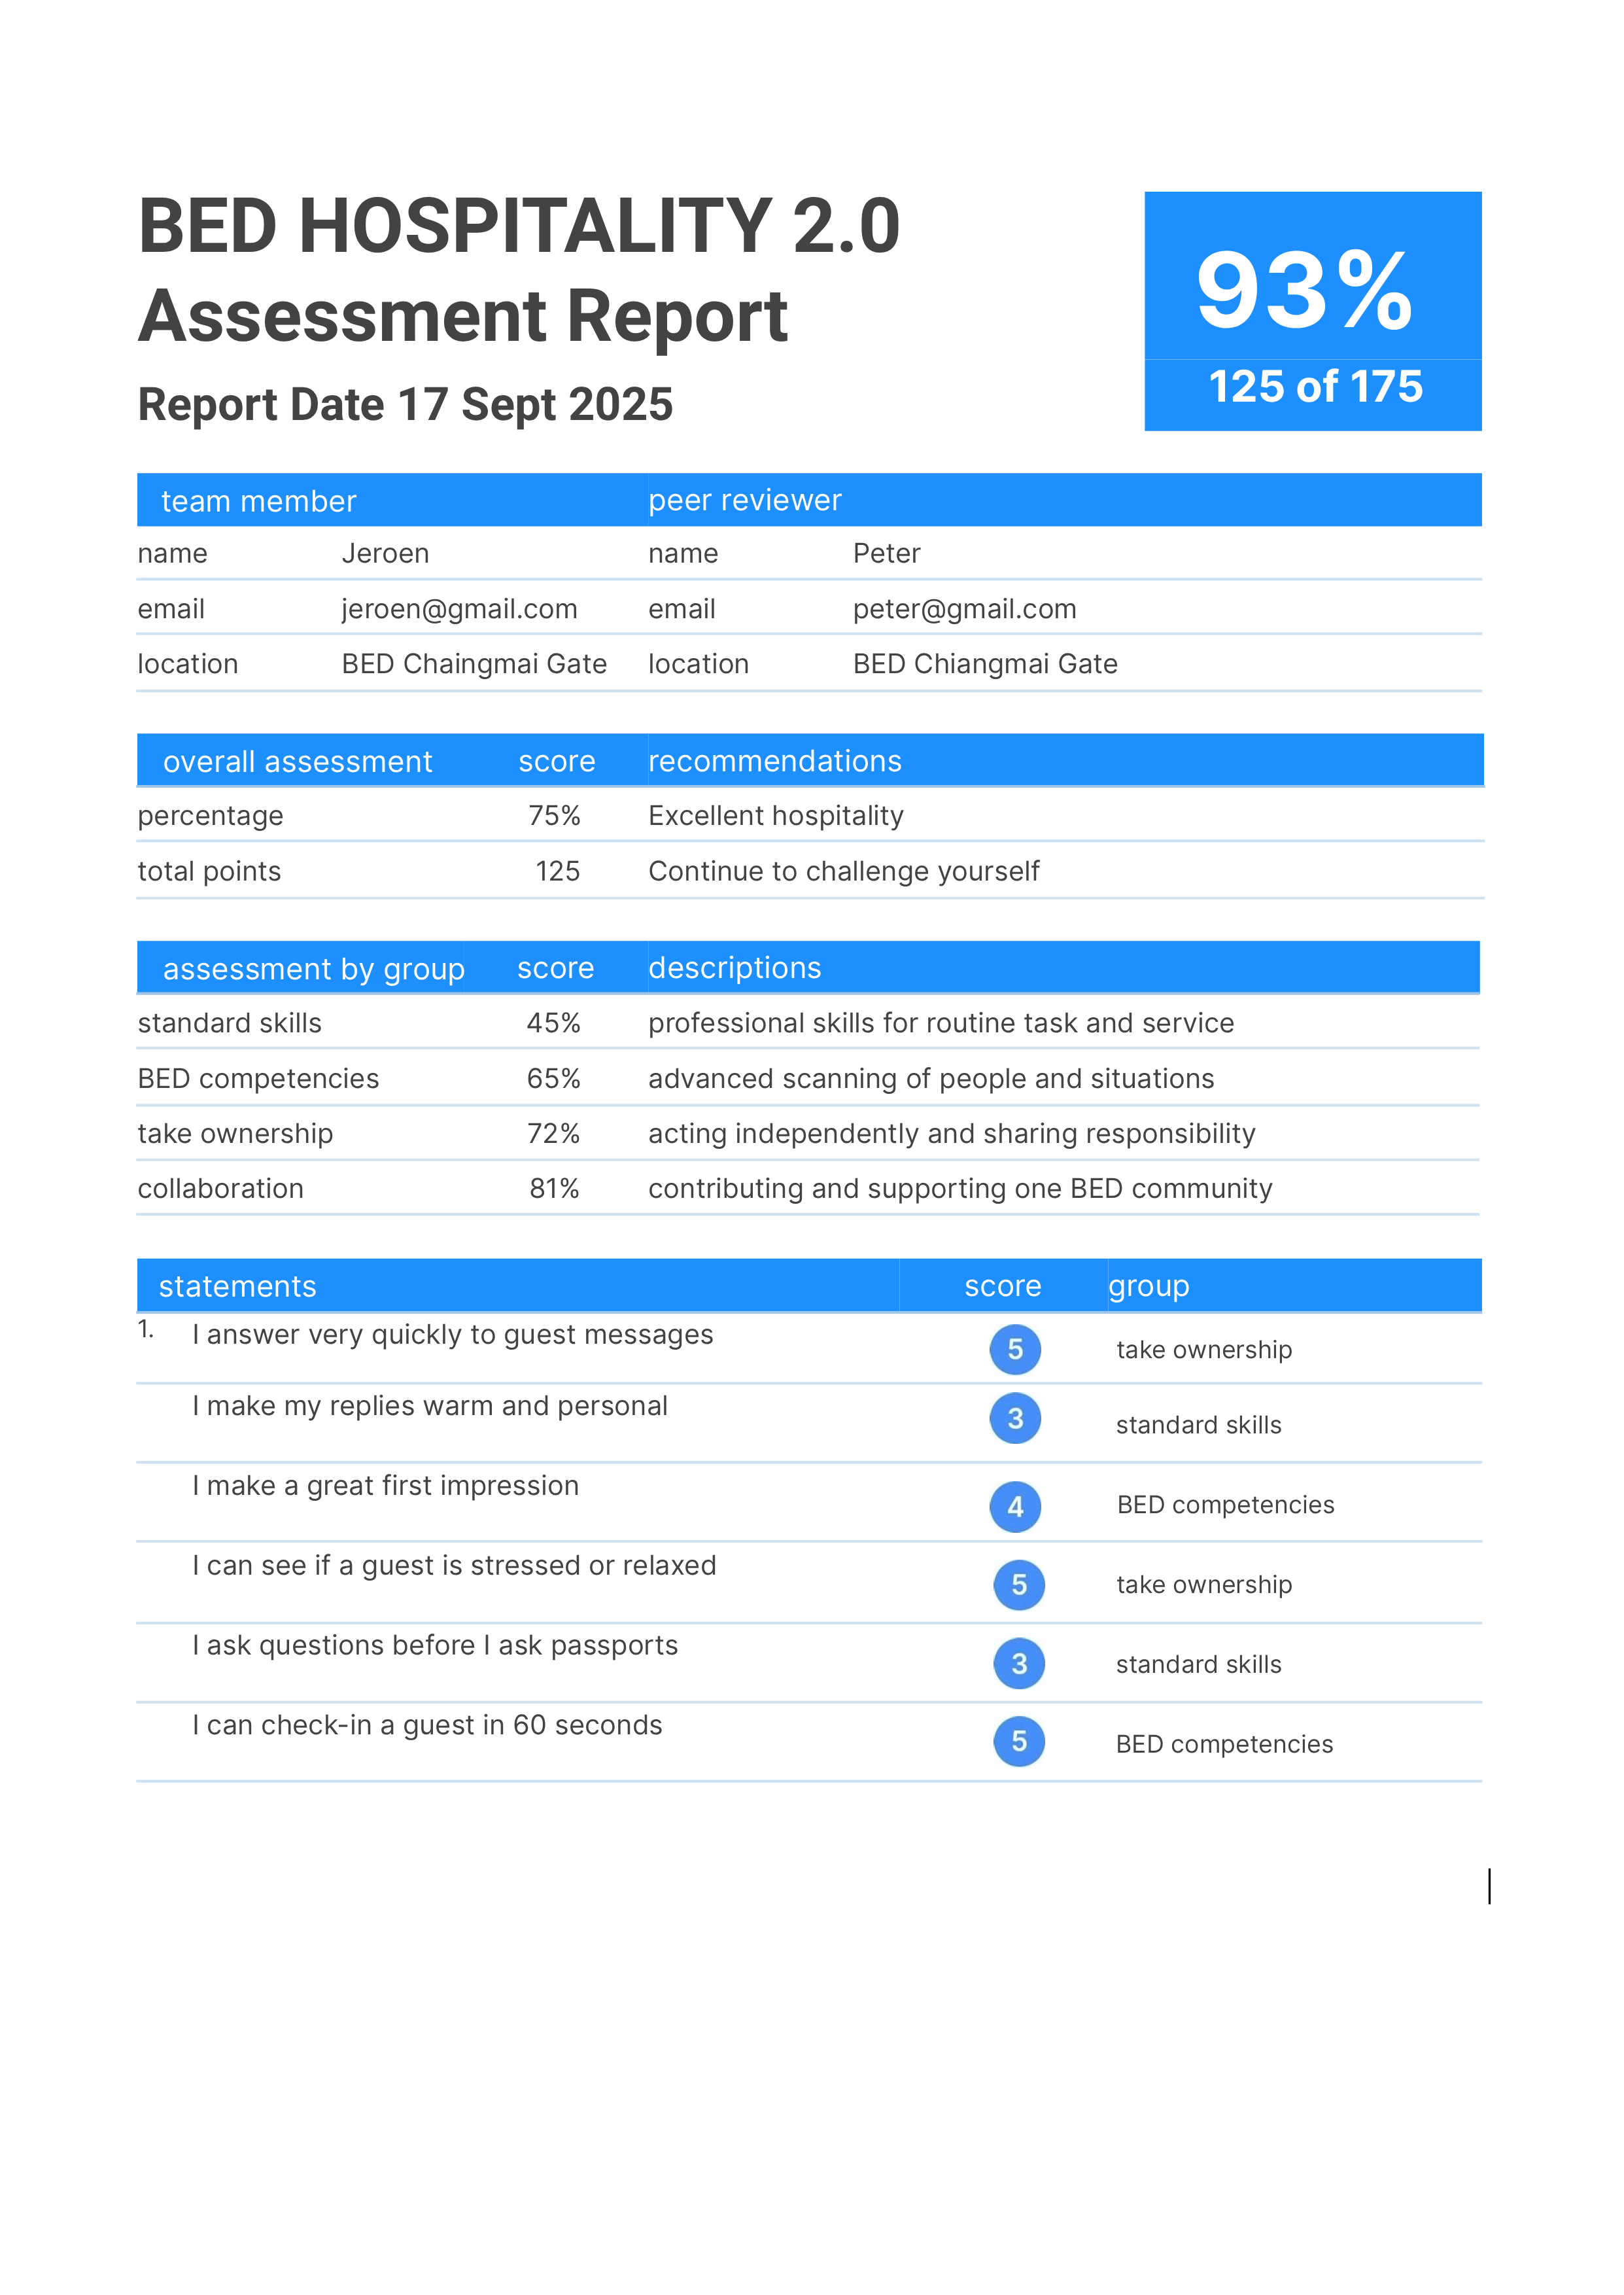 BED HOSPITALITY 2.0
Assessment Report
Report Date 17 Sept 2025
93%
125 of 175
team member peer reviewer
name Jeroen name Peter
email jeroen@gmail.com email peter@gmail.com
location BED Chaingmai Gate location BED Chiangmai Gate
overall assessment score recommendations
percentage 75% Excellent hospitality
total points 125 Continue to challenge yourself
assessment by group score descriptions
standard skills 45% professional skills for routine task and service
BED competencies 65% advanced scanning of people and situations
take ownership 72% acting independently and sharing responsibility
collaboration 81% contributing and supporting one BED community
statements score group
1. I answer very quickly to guest messages 5 take ownership
I make my replies warm and personal 3 standard skills
I make a great first impression 4 BED competencies
I can see if a guest is stressed or relaxed 5 take ownership
I ask questions before I ask passports 3 standard skills
I can check-in a guest in 60 seconds 5 BED competencies